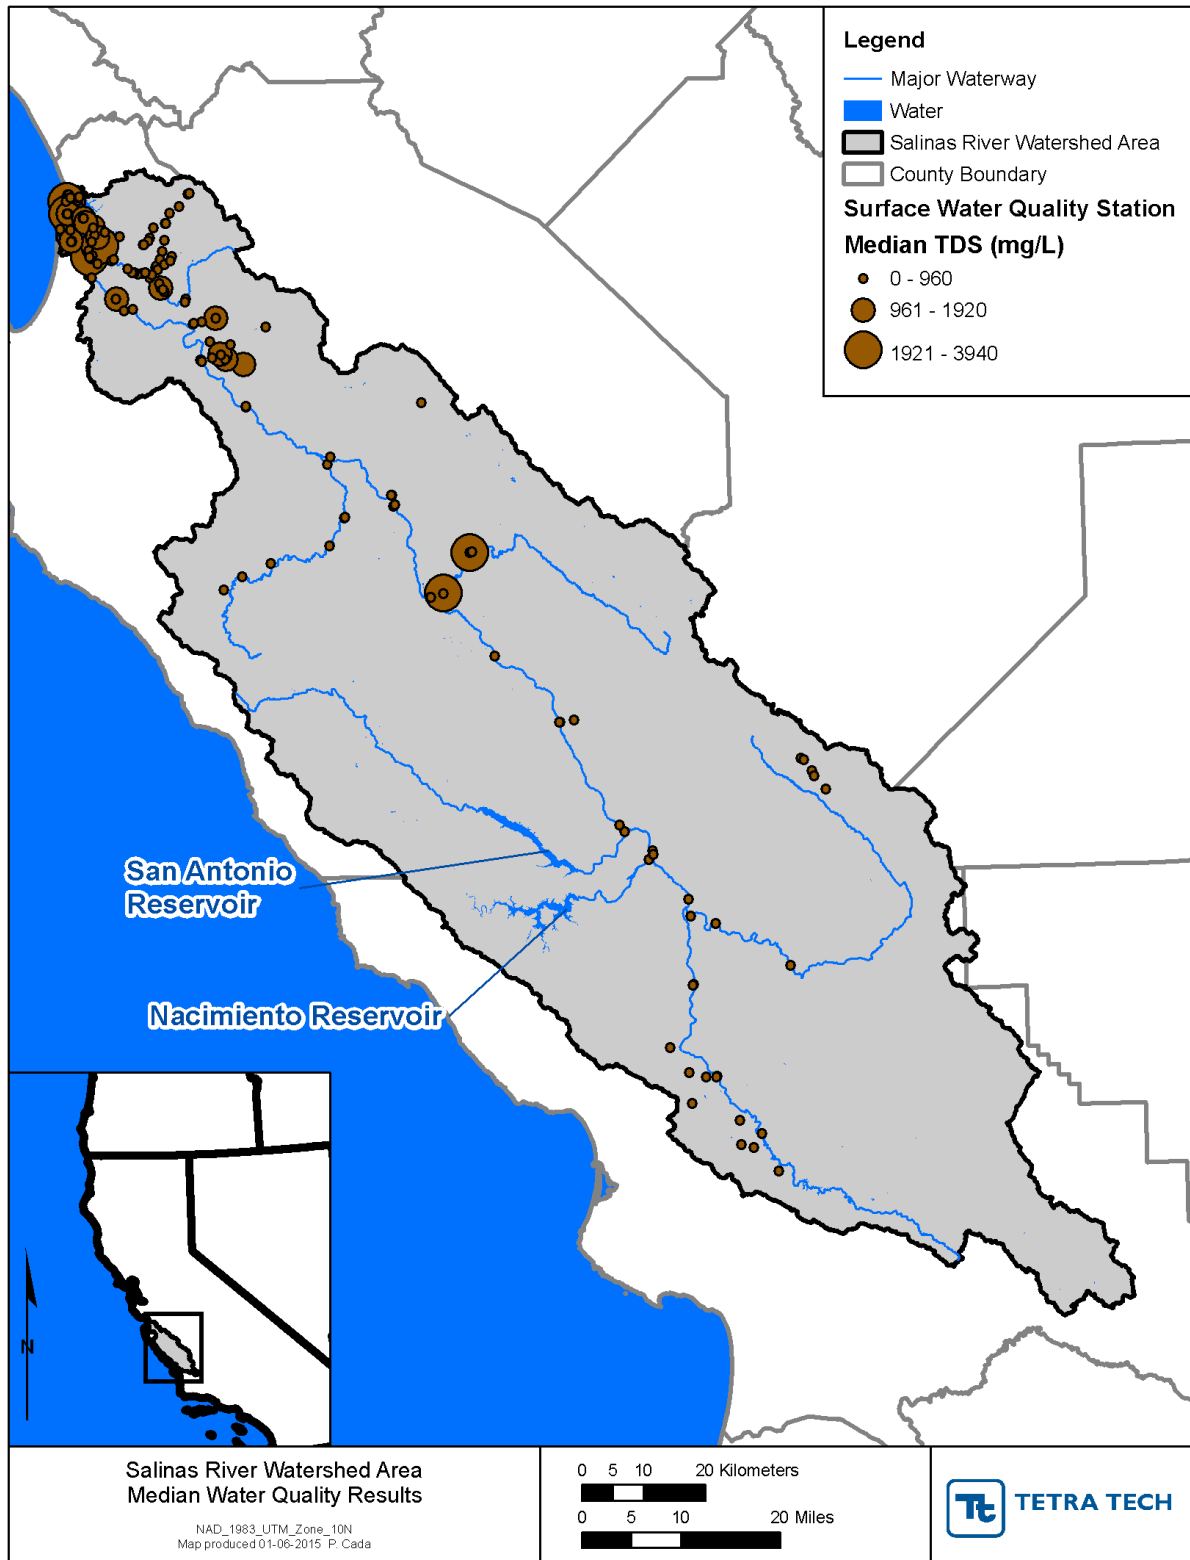 Legend
Major Waterway
Water
Salinas River Watershed Area
County Boundary
Surface Water Quality Station
Median TDS (mg/L)
0 - 960
961 - 1920
1921 - 3940
San Antonio
Reservoir
Nacimiento Reservoir
N
Salinas River Watershed Area
Median Water Quality Results
NAD_1983_UTM_Zone_10N
Map produced 01-06-2015 P. Cada
0 5 10 20 Kilometers
0 5 10 20 Miles
Tt TETRA TECH